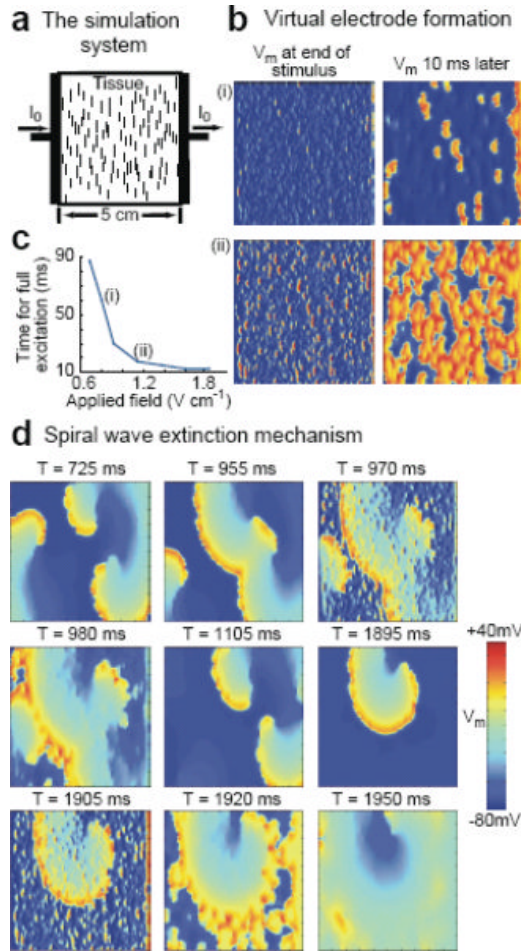 a The simulation system
Tissue
I0
I0
5 cm
b Virtual electrode formation
Vm at end of stimulus
Vm 10 ms later
(i)
(ii)
c
Time for full excitation (ms)
90
50
10
(i)
(ii)
0.6 1.2 1.8
Applied field (V cm⁻¹)
d Spiral wave extinction mechanism
T = 725 ms
T = 955 ms
T = 970 ms
T = 980 ms
T = 1105 ms
T = 1895 ms
+40mV
Vm
-80mV
T = 1905 ms
T = 1920 ms
T = 1950 ms